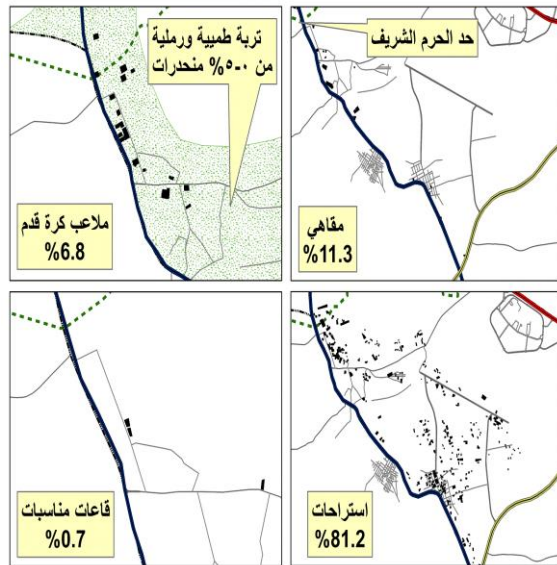 حد الحرم الشريف
مقاهي
%11.3
تربة طميية ورملية
من ٠-٥% منحدرات
ملاعب كرة قدم
%6.8
استراحات
%81.2
قاعات مناسبات
%0.7